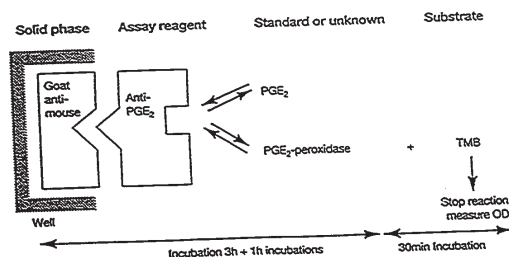 Solid phase Assay reagent Standard or unknown Substrate
Goat
anti-
mouse
Anti-
PGE₂
PGE₂
PGE₂-peroxidase + TMB
Stop reaction
measure OD
Well
Incubation 3h + 1h incubations
30min Incubation